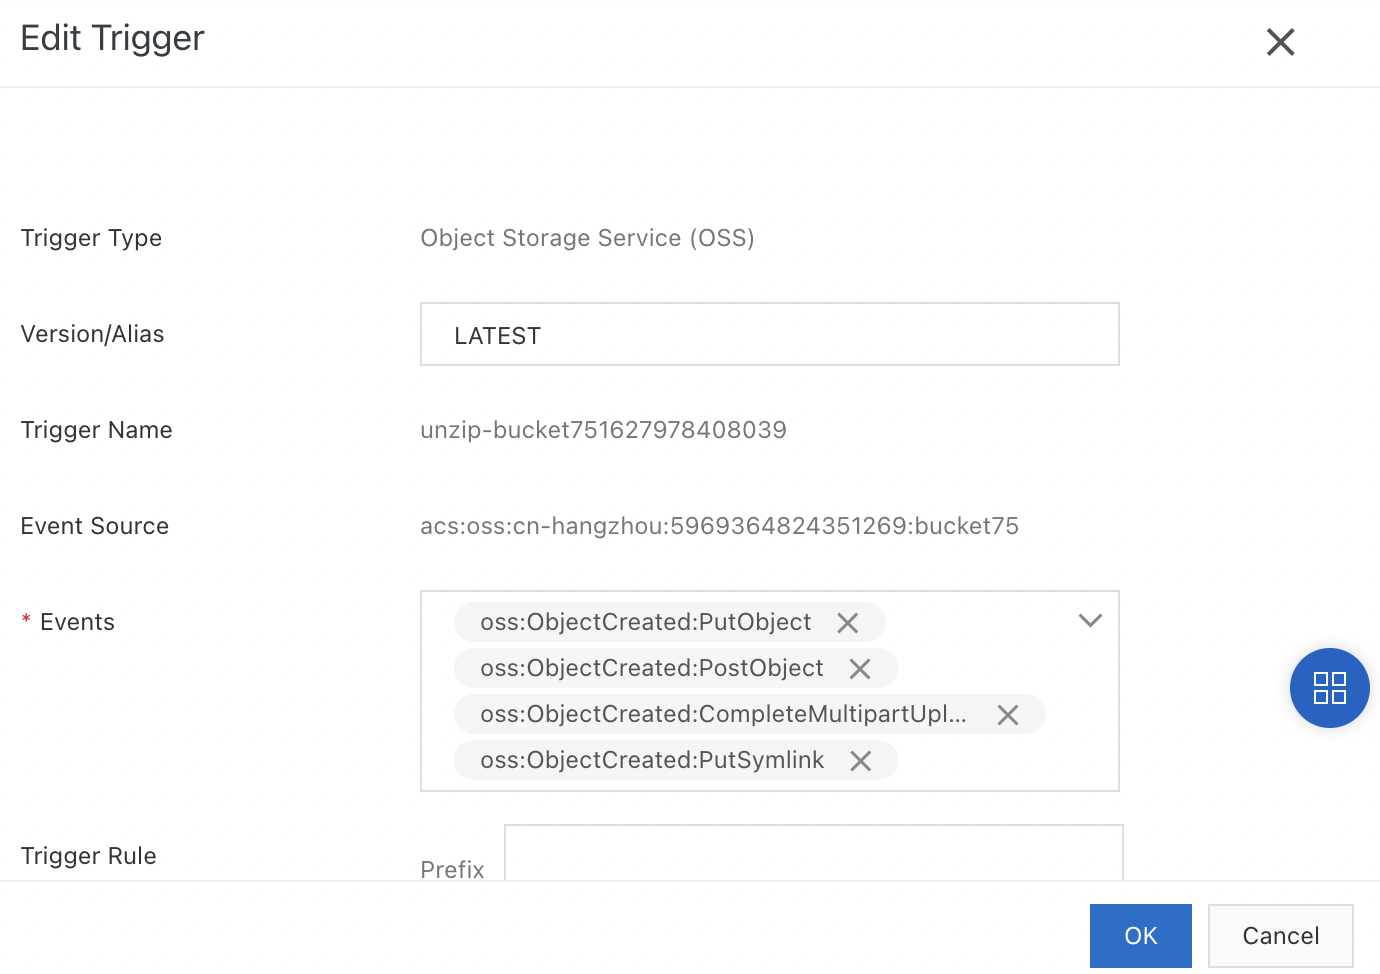 Edit Trigger
Trigger Type
Object Storage Service (OSS)
Version/Alias
LATEST
Trigger Name
unzip-bucket751627978408039
Event Source
acs:oss:cn-hangzhou:5969364824351269:bucket75
* Events
oss:ObjectCreated:PutObject
oss:ObjectCreated:PostObject
oss:ObjectCreated:CompleteMultipartUpl...
oss:ObjectCreated:PutSymlink
Trigger Rule
Prefix
OK
Cancel